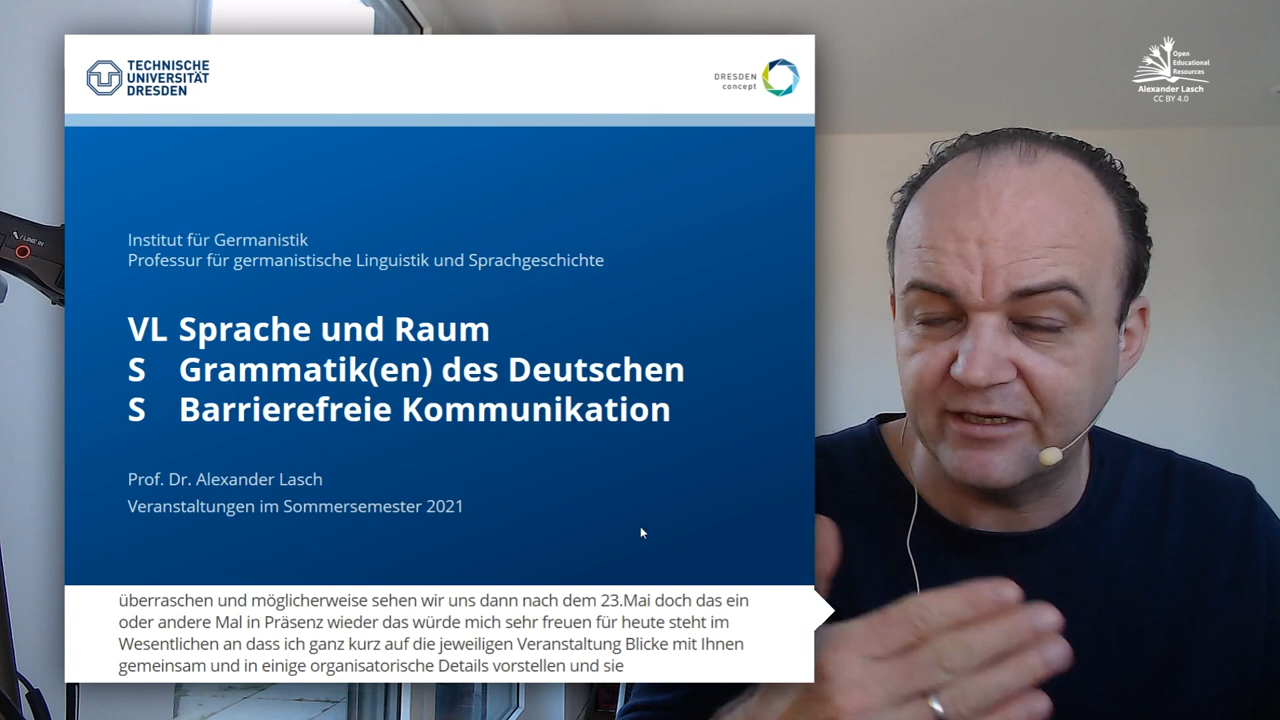 TECHNISCHE
UNIVERSITÄT
DRESDEN
DRESDEN
concept
Open
Educational
Resources
Alexander Lasch
CC BY 4.0
LINE IN
Institut für Germanistik
Professur für germanistische Linguistik und Sprachgeschichte
VL Sprache und Raum
S Grammatik(en) des Deutschen
S Barrierefreie Kommunikation
Prof. Dr. Alexander Lasch
Veranstaltungen im Sommersemester 2021
überraschen und möglicherweise sehen wir uns dann nach dem 23.Mai doch das ein
oder andere Mal in Präsenz wieder das würde mich sehr freuen für heute steht im
Wesentlichen an dass ich ganz kurz auf die jeweiligen Veranstaltung Blicke mit Ihnen
gemeinsam und in einige organisatorische Details vorstellen und sie